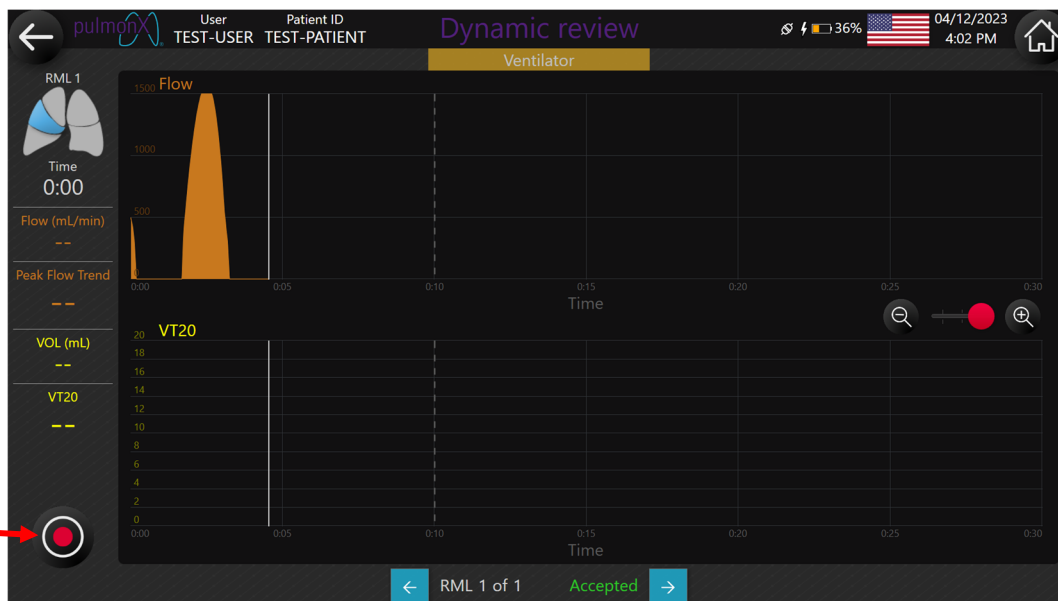 pulmonX
User
TEST-USER
Patient ID
TEST-PATIENT
Dynamic review
36%
04/12/2023
4:02 PM
Ventilator
RML 1
Time
0:00
Flow (mL/min)
--
Peak Flow Trend
--
VOL (mL)
--
VT20
--
Flow
1500
1000
500
0
0:00 0:05 0:10 0:15 0:20 0:25 0:30
Time
VT20
20
18
16
14
12
10
8
6
4
2
0
0:00 0:05 0:10 0:15 0:20 0:25 0:30
Time
RML 1 of 1 Accepted